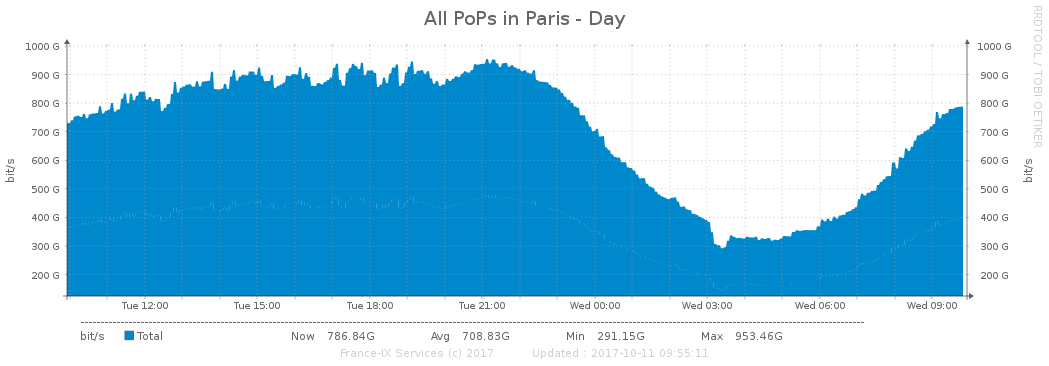 All PoPs in Paris - Day
RRDTOOL / TOBI OETIKER
bit/s
1000 G
900 G
800 G
700 G
600 G
500 G
400 G
300 G
200 G
1000 G
900 G
800 G
700 G
600 G
500 G
400 G
300 G
200 G
bit/s
Tue 12:00 Tue 15:00 Tue 18:00 Tue 21:00 Wed 00:00 Wed 03:00 Wed 06:00 Wed 09:00
bit/s Total Now 786.84G Avg 708.83G Min 291.15G Max 953.46G
France-IX Services (c) 2017 Updated : 2017-10-11 09:55:11